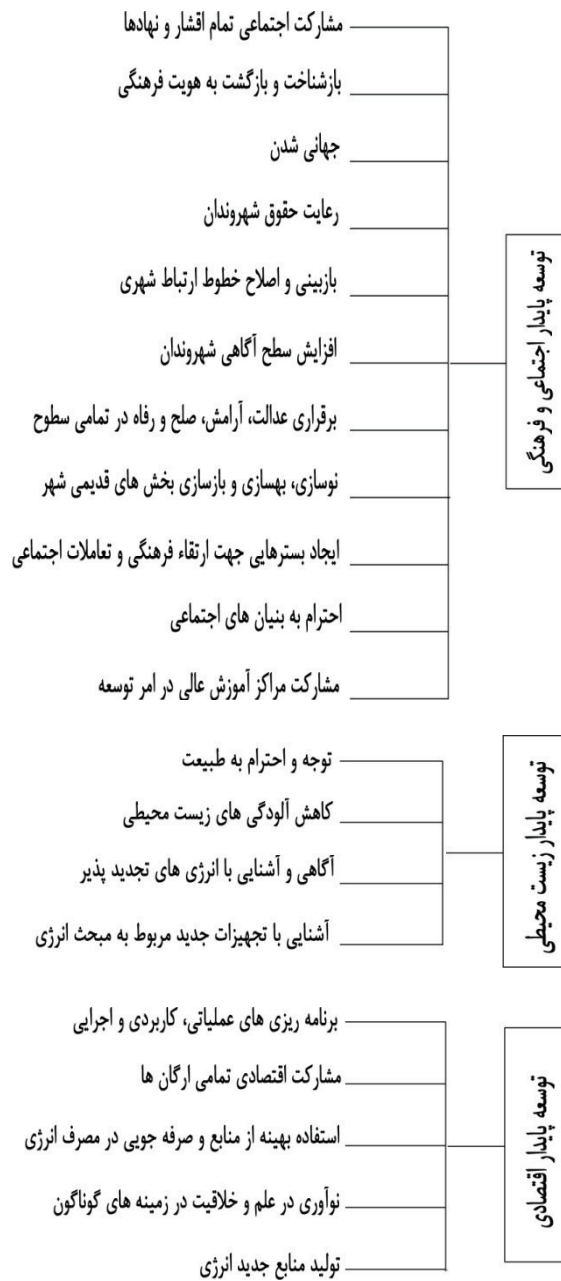 توسعه پایدار اجتماعی و فرهنگی
مشارکت اجتماعی تمام اقشار و نهادها
بازشناخت و بازگشت به هویت فرهنگی
جهانی شدن
رعایت حقوق شهروندان
بازبینی و اصلاح خطوط ارتباط شهری
افزایش سطح آگاهی شهروندان
برقراری عدالت، آرامش، صلح و رفاه در تمامی سطوح
نوسازی، بهسازی و بازسازی بخش های قدیمی شهر
ایجاد بسترهایی جهت ارتقاء فرهنگی و تعاملات اجتماعی
احترام به بنیان های اجتماعی
مشارکت مراکز آموزش عالی در امر توسعه
توسعه پایدار زیست محیطی
توجه و احترام به طبیعت
کاهش آلودگی های زیست محیطی
آگاهی و آشنایی با انرژی های تجدید پذیر
آشنایی با تجهیزات جدید مربوط به مبحث انرژی
توسعه پایدار اقتصادی
برنامه ریزی های عملیاتی، کاربردی و اجرایی
مشارکت اقتصادی تمامی ارگان ها
استفاده بهینه از منابع و صرفه جویی در مصرف انرژی
نوآوری در علم و خلاقیت در زمینه های گوناگون
تولید منابع جدید انرژی